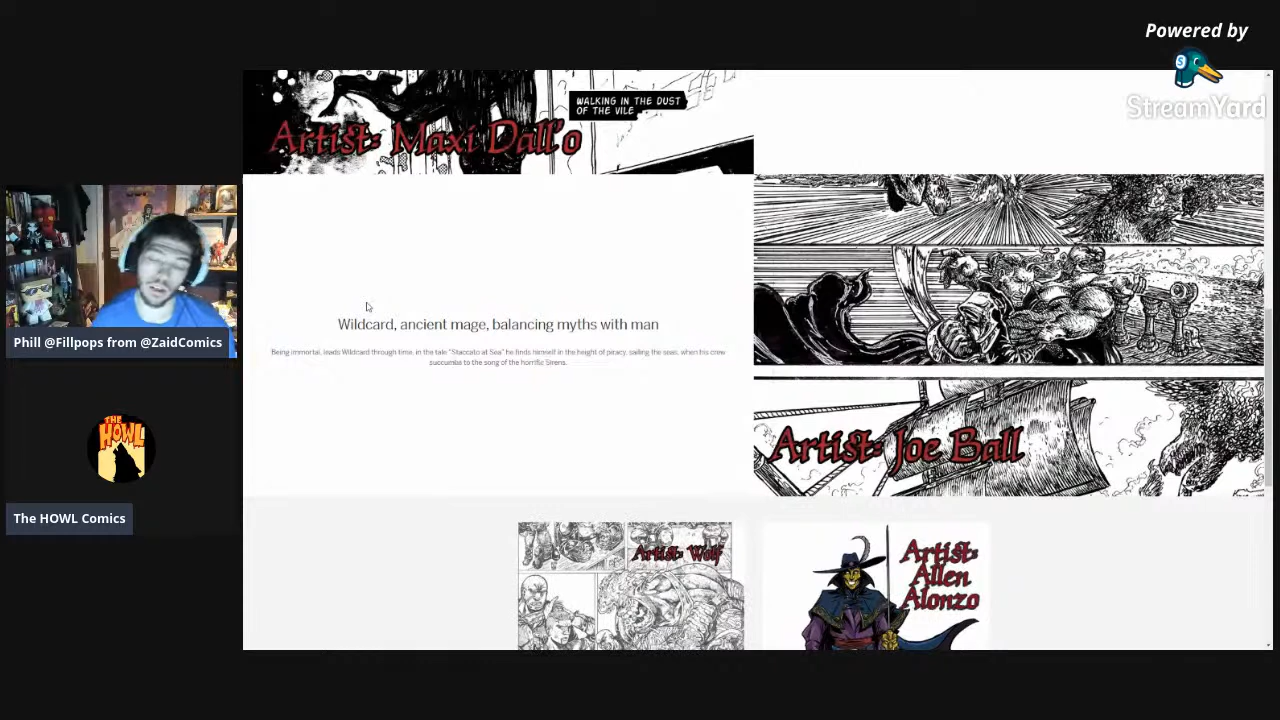 Powered by
StreamYard
WALKING IN THE DUST
OF THE VILE
Artist: Maxi Dall'o
Wildcard, ancient mage, balancing myths with man
Being immortal, leads Wildcard through time, in the tale "Staccato at Sea" he finds himself in the height of piracy, sailing the seas, when his crew
succumbs to the song of the horrific Sirens.
Artist: Joe Ball
Phill @Fillpops from @ZaidComics
THE
HOWL
The HOWL Comics
Artist: Wolf
Artist:
Allen
Alonzo